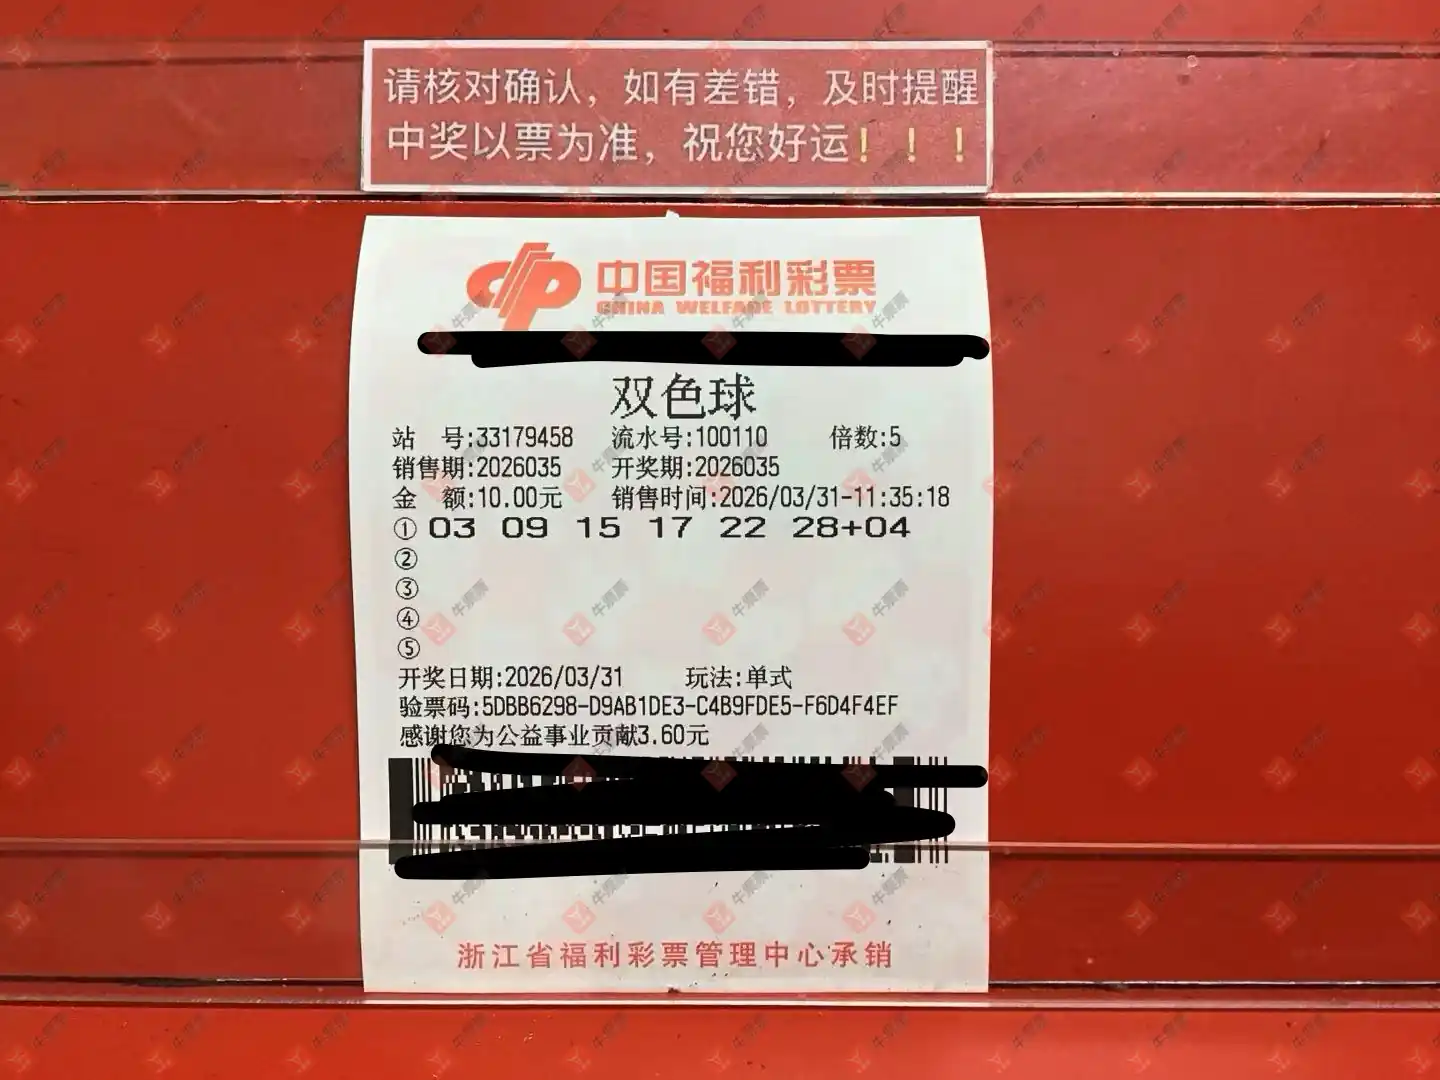 请核对确认，如有差错，及时提醒
中奖以票为准，祝您好运！！！
中国福利彩票
CHINA WELFARE LOTTERY
双色球
站 号:33179458 流水号:100110 倍数:5
销售期:2026035 开奖期:2026035
金 额:10.00元 销售时间:2026/03/31-11:35:18
① 03 09 15 17 22 28+04
②
③
④
⑤
开奖日期:2026/03/31 玩法:单式
验票码:5DBB6298-D9AB1DE3-C4B9FDE5-F6D4F4EF
感谢您为公益事业贡献3.60元
浙江省福利彩票管理中心承销
牛票票